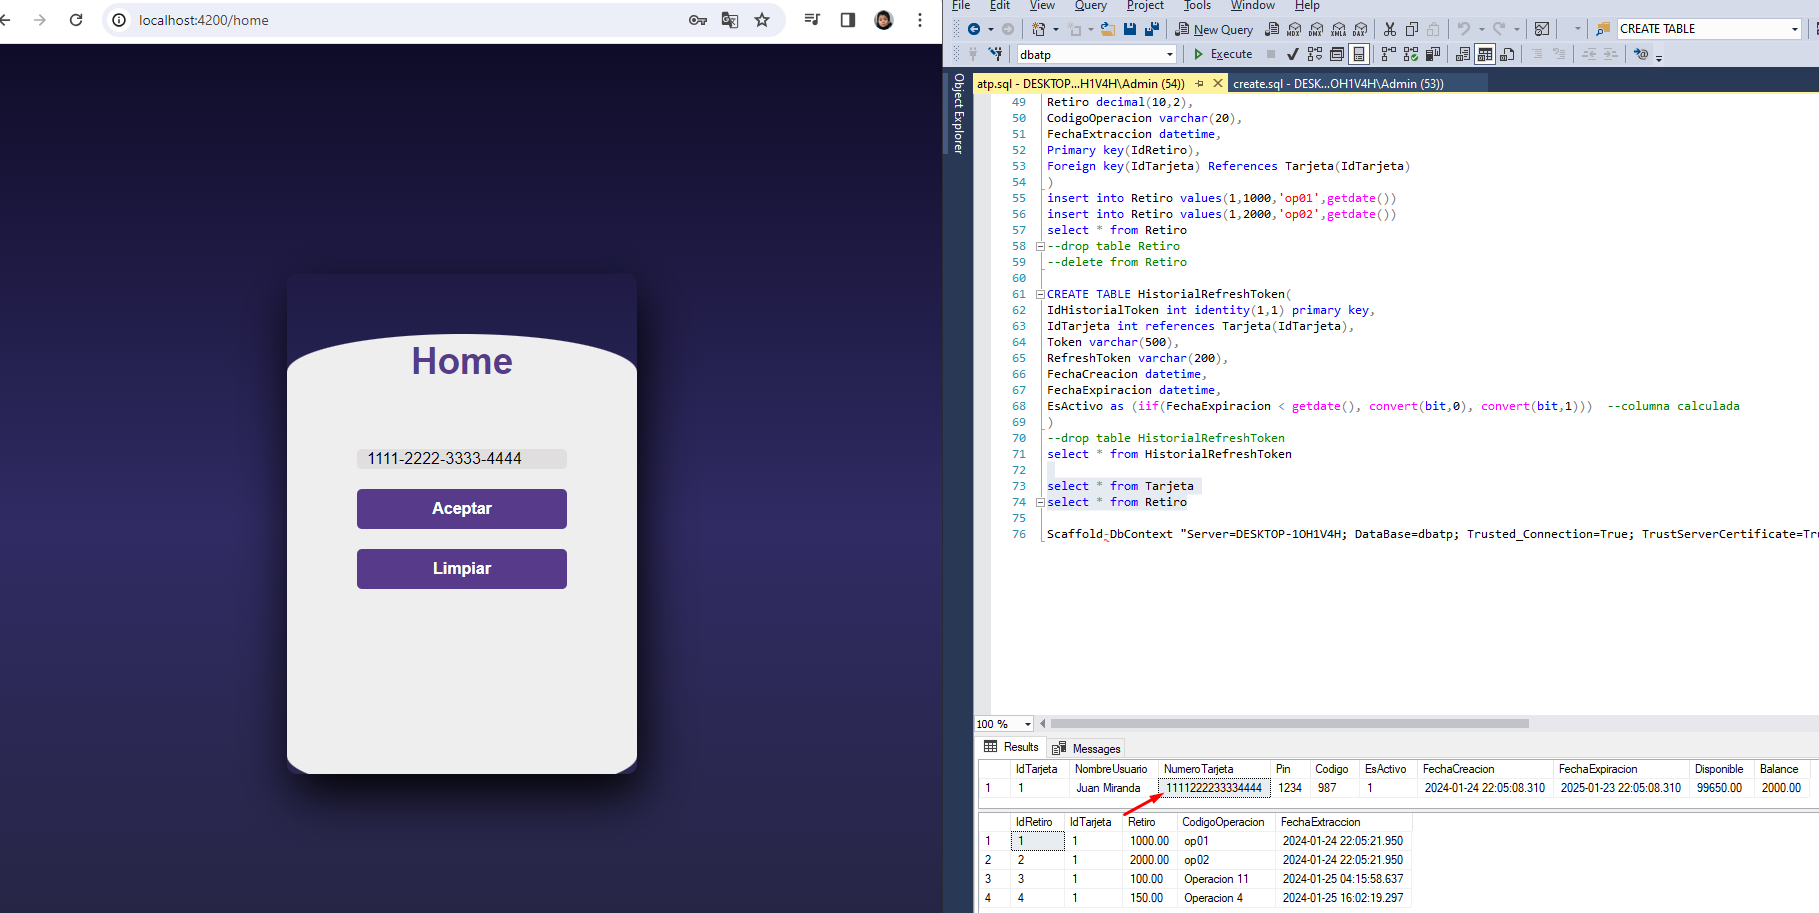 localhost:4200/home
Home
1111-2222-3333-4444
Aceptar
Limpiar
File Edit View Query Project Tools Window Help
New Query
MDX DMX XMLA DAX
CREATE TABLE
dbatp
Execute
Object Explorer
atp.sql - DESKTOP...H1V4H\Admin (54))
create.sql - DESK...OH1V4H\Admin (53))
49 Retiro decimal(10,2),
50 CodigoOperacion varchar(20),
51 FechaExtraccion datetime,
52 Primary key(IdRetiro),
53 Foreign key(IdTarjeta) References Tarjeta(IdTarjeta)
54 )
55 insert into Retiro values(1,1000,'op01',getdate())
56 insert into Retiro values(1,2000,'op02',getdate())
57 select * from Retiro
58 --drop table Retiro
59 --delete from Retiro
60
61 CREATE TABLE HistorialRefreshToken(
62 IdHistorialToken int identity(1,1) primary key,
63 IdTarjeta int references Tarjeta(IdTarjeta),
64 Token varchar(500),
65 RefreshToken varchar(200),
66 FechaCreacion datetime,
67 FechaExpiracion datetime,
68 EsActivo as (iif(FechaExpiracion < getdate(), convert(bit,0), convert(bit,1))) --columna calculada
69 )
70 --drop table HistorialRefreshToken
71 select * from HistorialRefreshToken
72
73 select * from Tarjeta
74 select * from Retiro
75
76 Scaffold-DbContext "Server=DESKTOP-1OH1V4H; DataBase=dbatp; Trusted_Connection=True; TrustServerCertificate=Tru
100 %
Results Messages
IdTarjeta NombreUsuario NumeroTarjeta Pin Codigo EsActivo FechaCreacion FechaExpiracion Disponible Balance
1 1 Juan Miranda 1111222233334444 1234 987 1 2024-01-24 22:05:08.310 2025-01-23 22:05:08.310 99650.00 2000.00
IdRetiro IdTarjeta Retiro CodigoOperacion FechaExtraccion
1 1 1 1000.00 op01 2024-01-24 22:05:21.950
2 2 1 2000.00 op02 2024-01-24 22:05:21.950
3 3 1 100.00 Operacion 11 2024-01-25 04:15:58.637
4 4 1 150.00 Operacion 4 2024-01-25 16:02:19.297